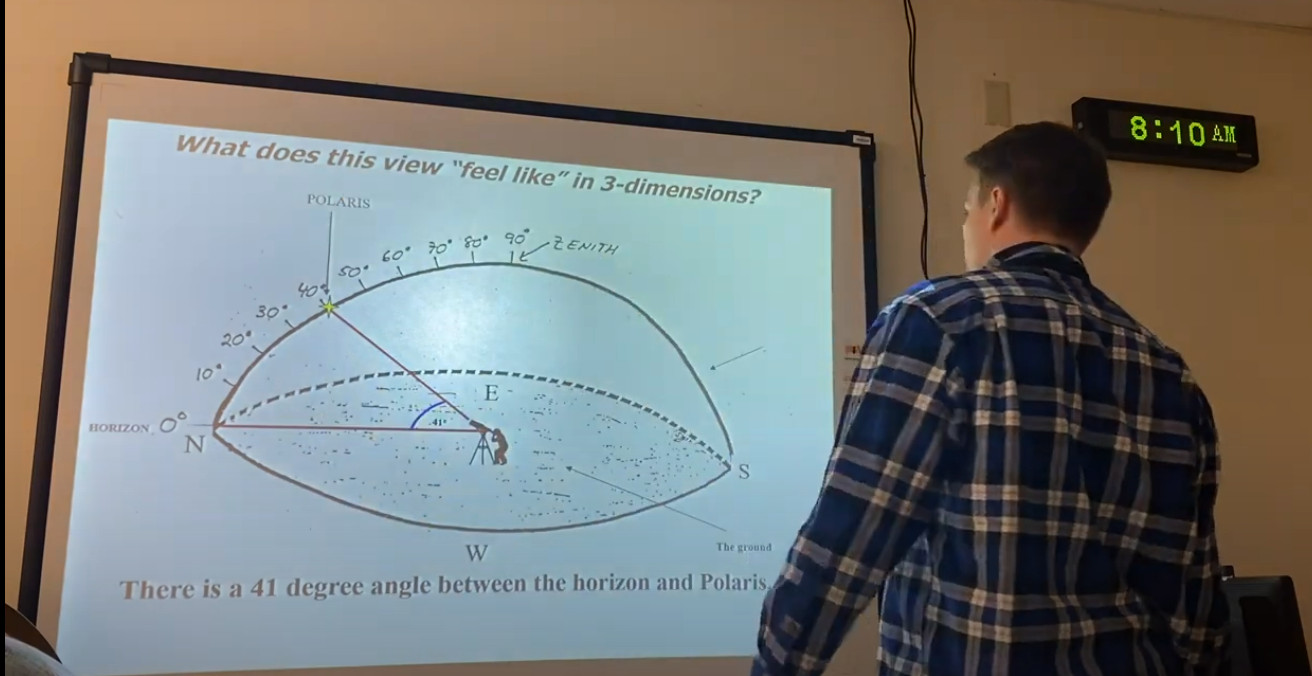 What does this view "feel like" in 3-dimensions?
8:10 AM
POLARIS
10° 20° 30° 40° 50° 60° 70° 80° 90° ZENITH
E
41°
HORIZON 0°
N
S
W
The ground
There is a 41 degree angle between the horizon and Polaris.